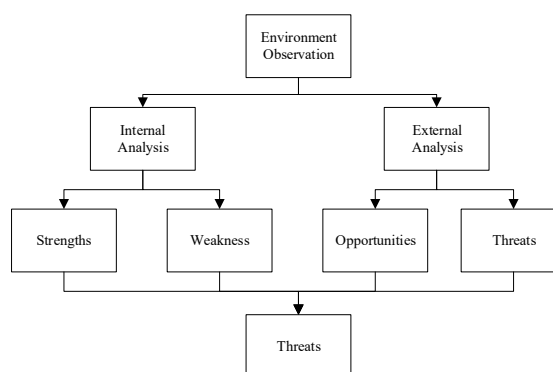 Environment
Observation
Internal
Analysis
External
Analysis
Strengths
Weakness
Opportunities
Threats
Threats